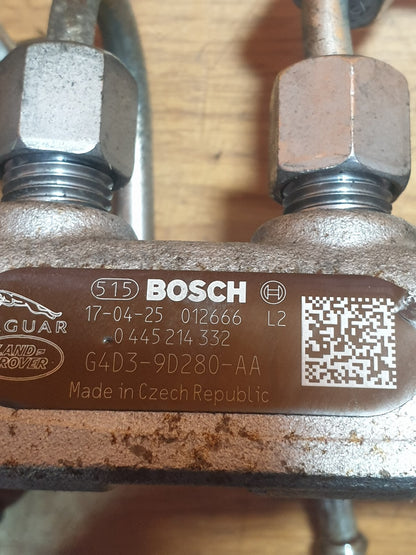 515 BOSCH
17-04-25 012666 L2
0 445 214 332
G4D3-9D280-AA
Made in Czech Republic
AGUAR
LAND-
ROVER